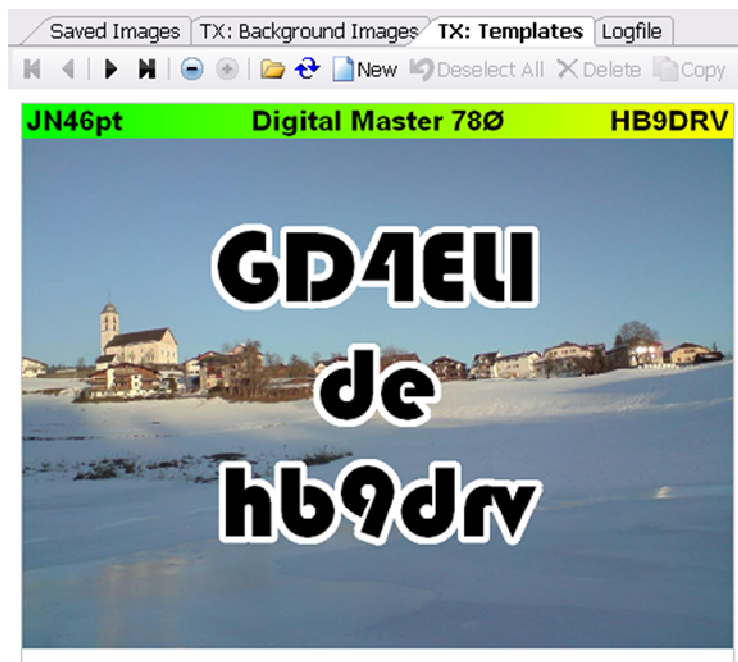 Saved Images TX: Background Images TX: Templates Logfile
New Deselect All Delete Copy
JN46pt Digital Master 78Ø HB9DRV
GD4ELI
de
hb9drv